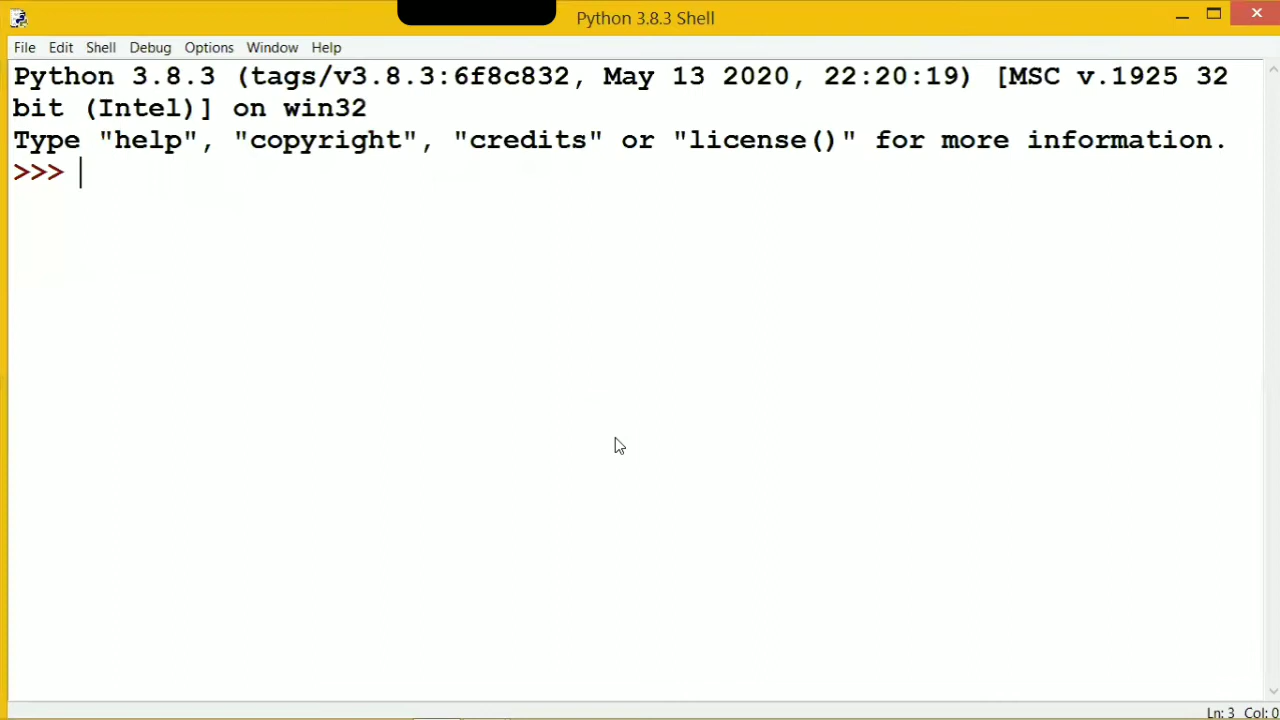 Python 3.8.3 Shell
File Edit Shell Debug Options Window Help
Python 3.8.3 (tags/v3.8.3:6f8c832, May 13 2020, 22:20:19) [MSC v.1925 32
bit (Intel)] on win32
Type "help", "copyright", "credits" or "license()" for more information.
>>>
Ln: 3 Col: 0